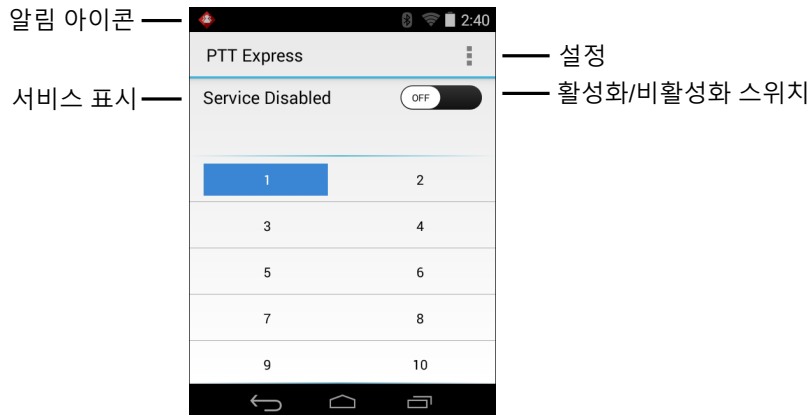 알림 아이콘
2:40
PTT Express
설정
서비스 표시
Service Disabled
OFF
활성화/비활성화 스위치
1 2
3 4
5 6
7 8
9 10